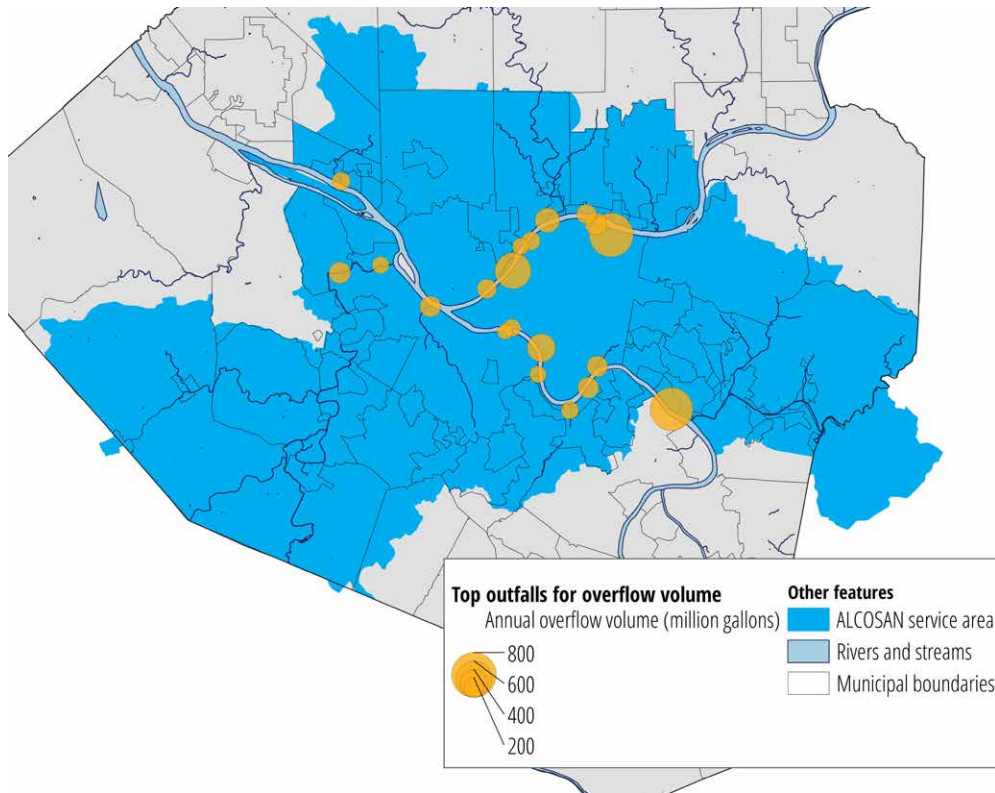 Top outfalls for overflow volume
Annual overflow volume (million gallons)
800
600
400
200
Other features
ALCOSAN service area
Rivers and streams
Municipal boundaries